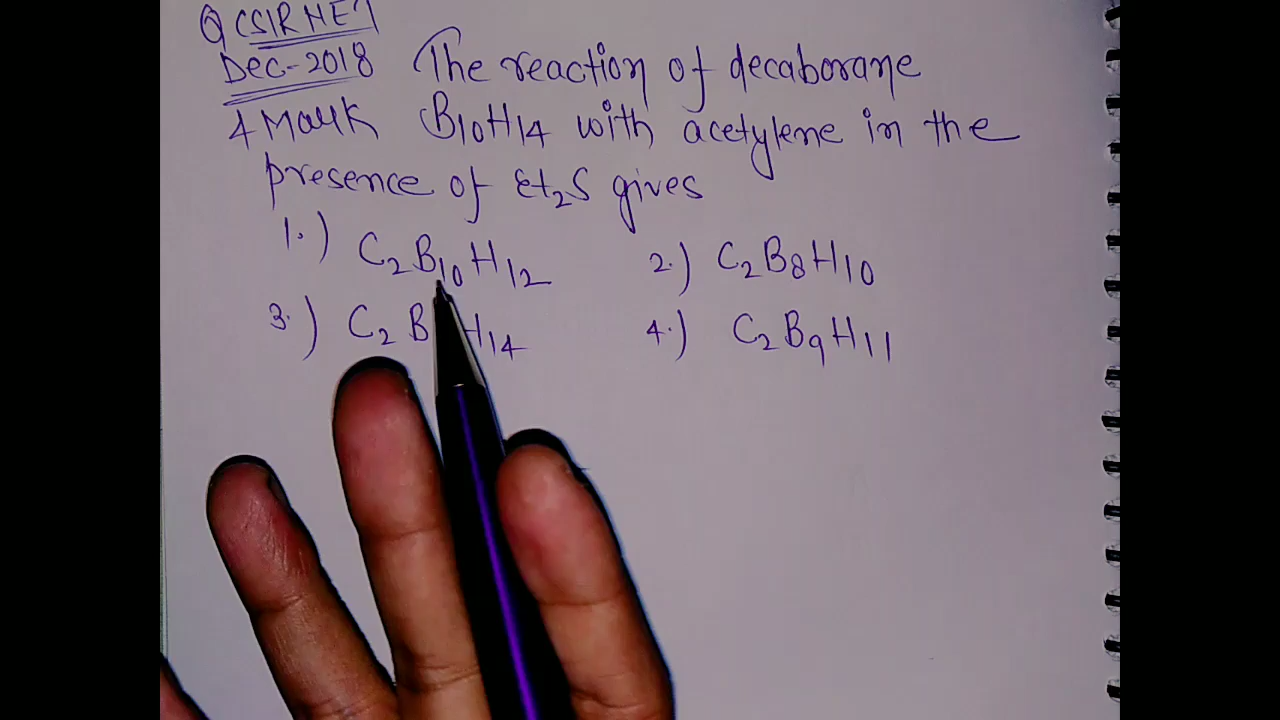 Q CSIR NET
Dec-2018 The reaction of decaborane
4 Mark B10H14 with acetylene in the
presence of Et2S gives
1.) C2B10H12 2.) C2B8H10
3.) C2 B H14 4.) C2B9H11